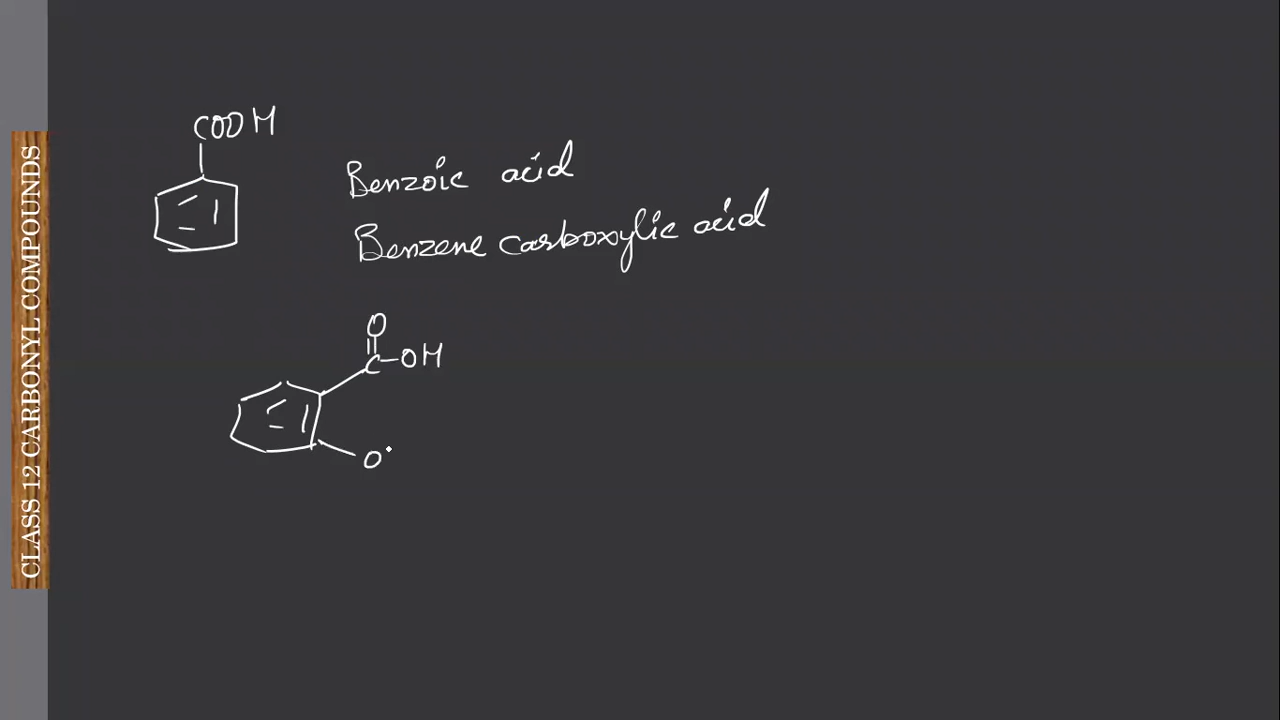 CLASS 12 CARBONYL COMPOUNDS
COOH
Benzoic acid
Benzene carboxylic acid
O
C-OH
O